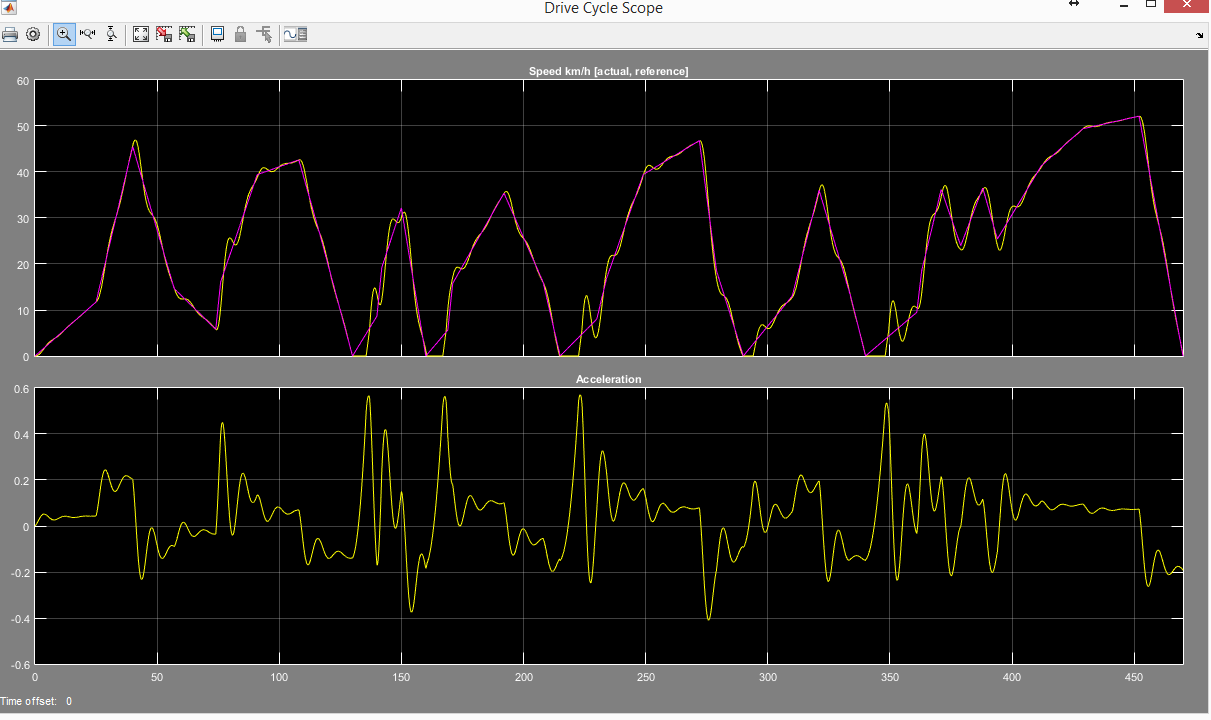 Drive Cycle Scope
Speed km/h [actual, reference]
60
50
40
30
20
10
0
Acceleration
0.6
0.4
0.2
0
-0.2
-0.4
-0.6
0 50 100 150 200 250 300 350 400 450
Time offset: 0